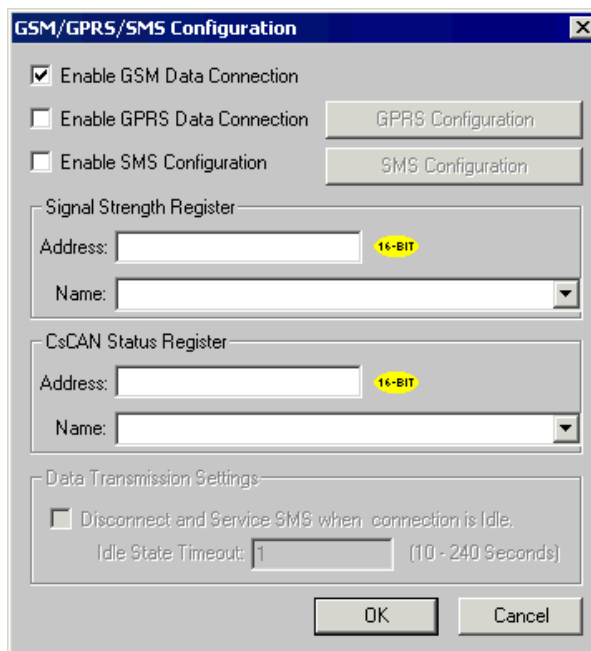 GSM/GPRS/SMS Configuration
Enable GSM Data Connection
Enable GPRS Data Connection GPRS Configuration
Enable SMS Configuration SMS Configuration
Signal Strength Register
Address: 16-BIT
Name:
CsCAN Status Register
Address: 16-BIT
Name:
Data Transmission Settings
Disconnect and Service SMS when connection is Idle.
Idle State Timeout: 1 (10 - 240 Seconds)
OK Cancel